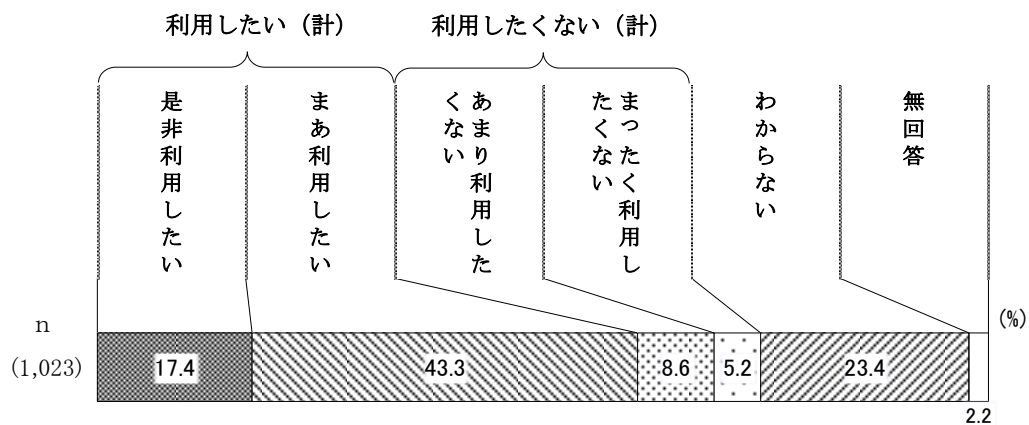 利用したい（計）
利用したくない（計）
是非利用したい
まあ利用したい
あまり利用した
くない
まったく利用し
たくない
わからない
無回答
(%)
n
(1,023)
17.4
43.3
8.6
5.2
23.4
2.2